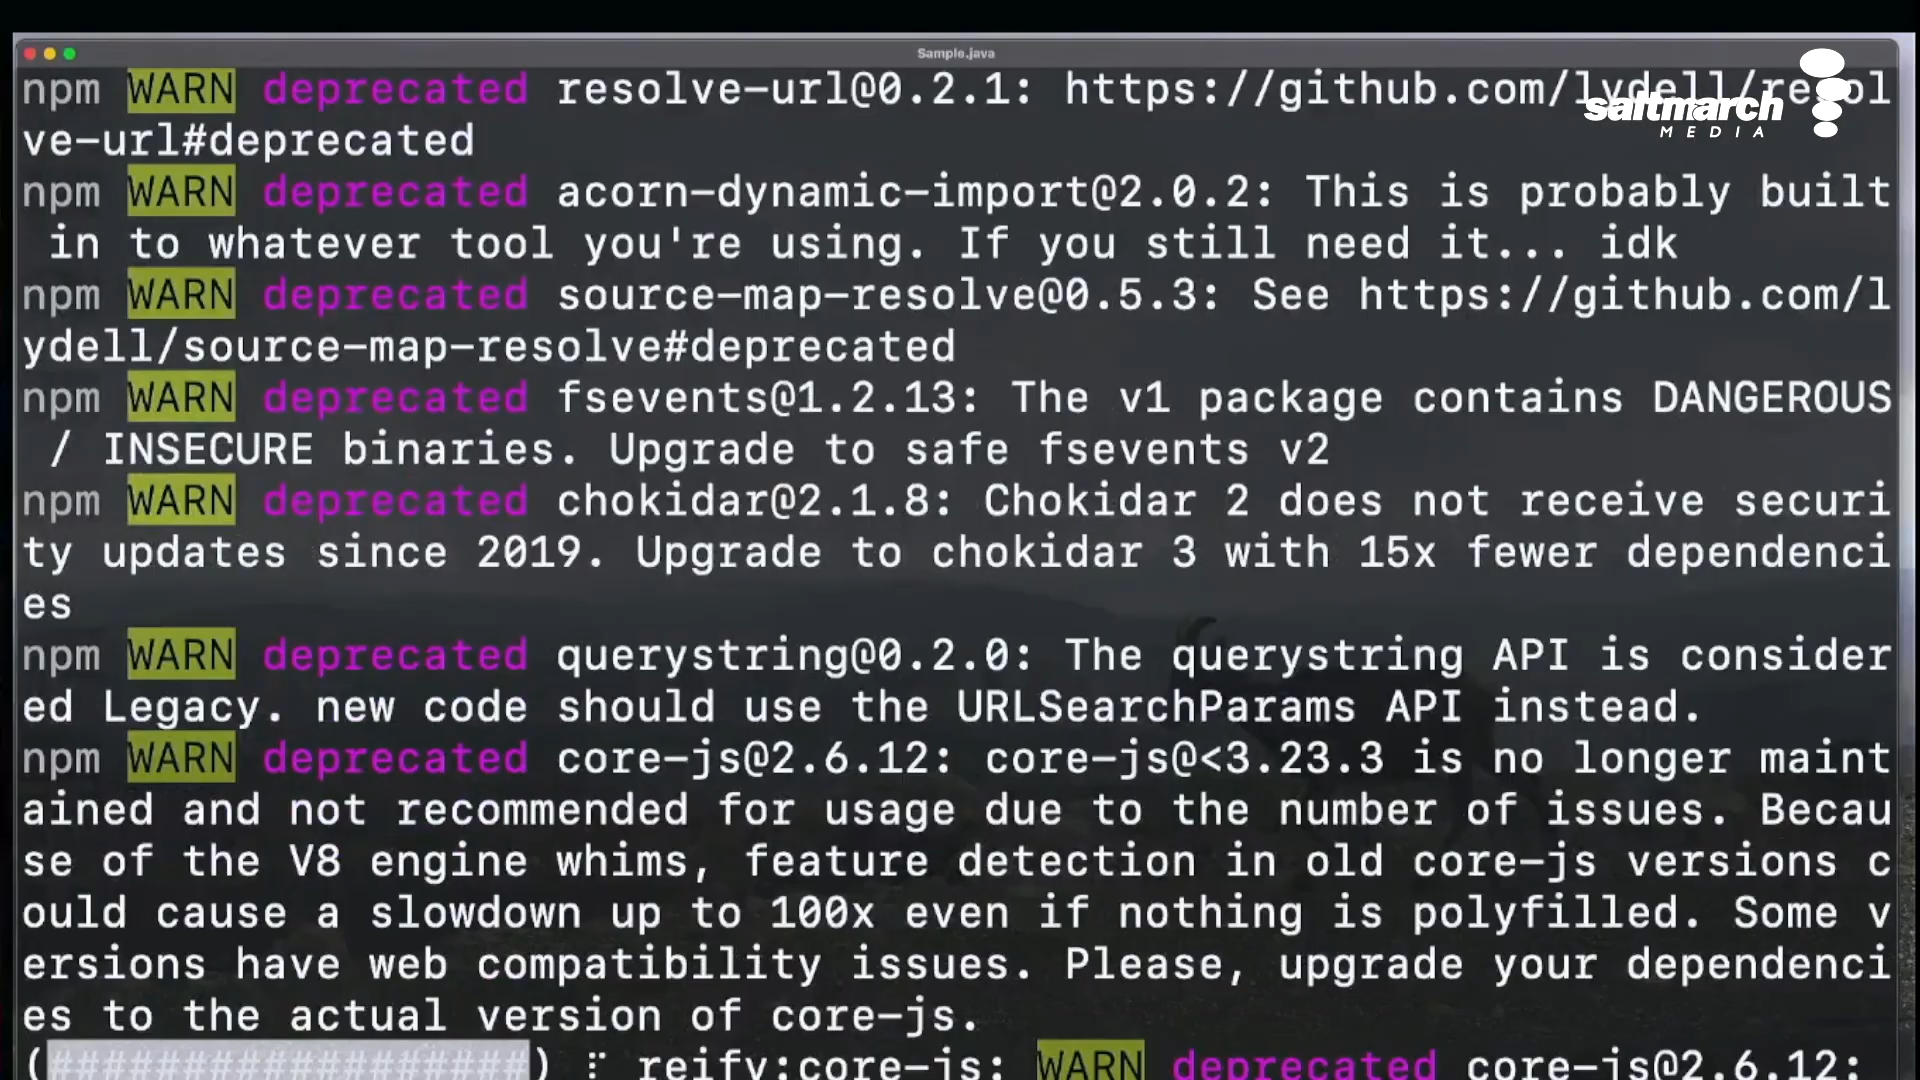 Sample.java
npm WARN deprecated resolve-url@0.2.1: https://github.com/lydell/resol
ve-url#deprecated
saltmarch
MEDIA
npm WARN deprecated acorn-dynamic-import@2.0.2: This is probably built
 in to whatever tool you're using. If you still need it... idk
npm WARN deprecated source-map-resolve@0.5.3: See https://github.com/l
ydell/source-map-resolve#deprecated
npm WARN deprecated fsevents@1.2.13: The v1 package contains DANGEROUS
 / INSECURE binaries. Upgrade to safe fsevents v2
npm WARN deprecated chokidar@2.1.8: Chokidar 2 does not receive securi
ty updates since 2019. Upgrade to chokidar 3 with 15x fewer dependenci
es
npm WARN deprecated querystring@0.2.0: The querystring API is consider
ed Legacy. new code should use the URLSearchParams API instead.
npm WARN deprecated core-js@2.6.12: core-js@<3.23.3 is no longer maint
ained and not recommended for usage due to the number of issues. Becau
se of the V8 engine whims, feature detection in old core-js versions c
ould cause a slowdown up to 100x even if nothing is polyfilled. Some v
ersions have web compatibility issues. Please, upgrade your dependenci
es to the actual version of core-js.
(##################) ⠏ reify:core-js: WARN deprecated core-js@2.6.12: